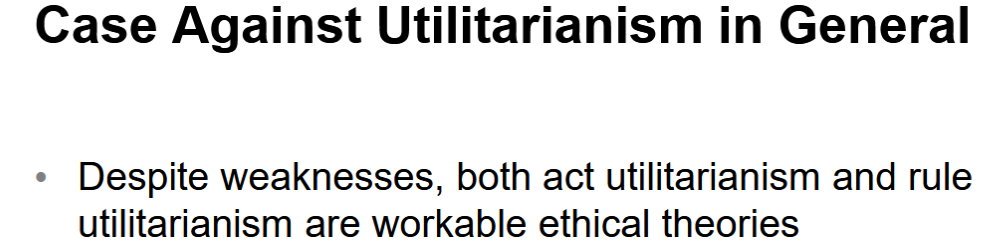 Case Against Utilitarianism in General
• Despite weaknesses, both act utilitarianism and rule
utilitarianism are workable ethical theories